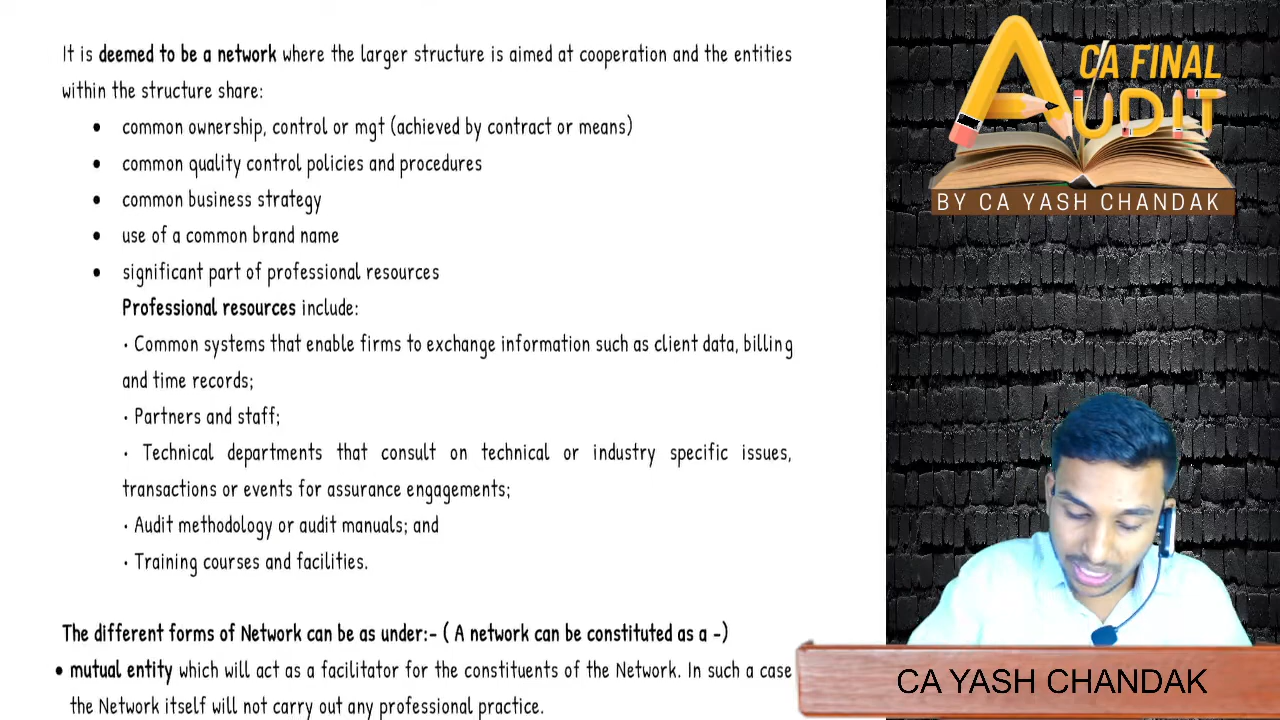 It is deemed to be a network where the larger structure is aimed at cooperation and the entities
within the structure share:
• common ownership, control or mgt (achieved by contract or means)
• common quality control policies and procedures
• common business strategy
• use of a common brand name
• significant part of professional resources
Professional resources include:
· Common systems that enable firms to exchange information such as client data, billing
and time records;
· Partners and staff;
· Technical departments that consult on technical or industry specific issues,
transactions or events for assurance engagements;
· Audit methodology or audit manuals; and
· Training courses and facilities.
The different forms of Network can be as under:- ( A network can be constituted as a -)
• mutual entity which will act as a facilitator for the constituents of the Network. In such a case
the Network itself will not carry out any professional practice.
CA FINAL
AUDIT
BY CA YASH CHANDAK
CA YASH CHANDAK